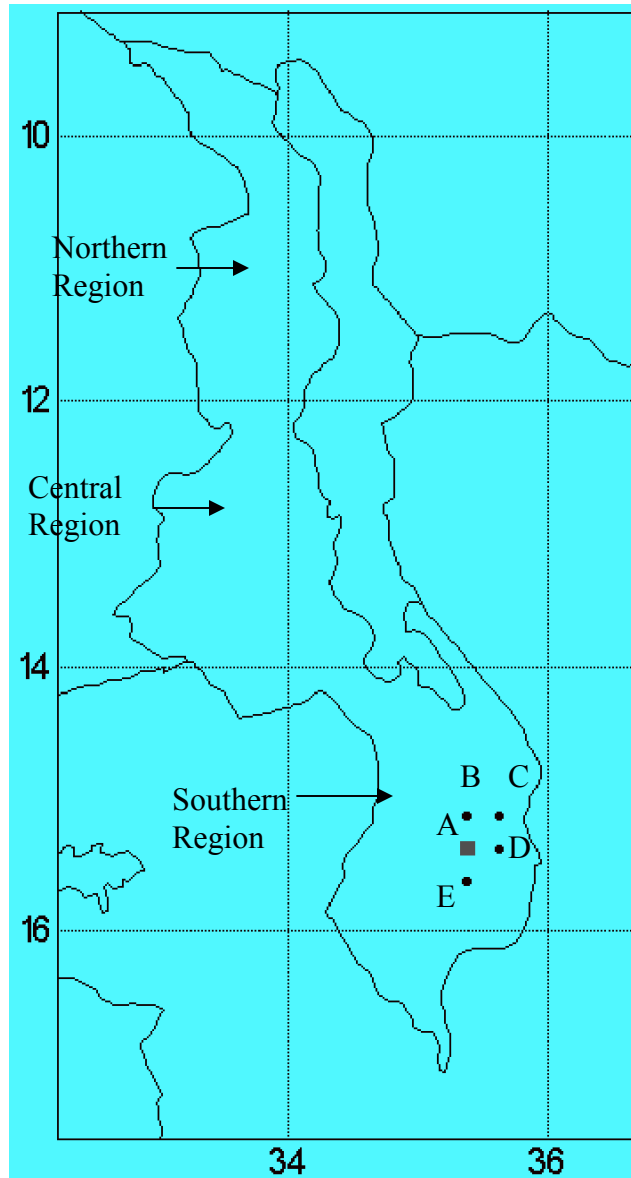 10
Northern
Region
12
Central
Region
14
B C
Southern
Region
A
D
E
16
34 36